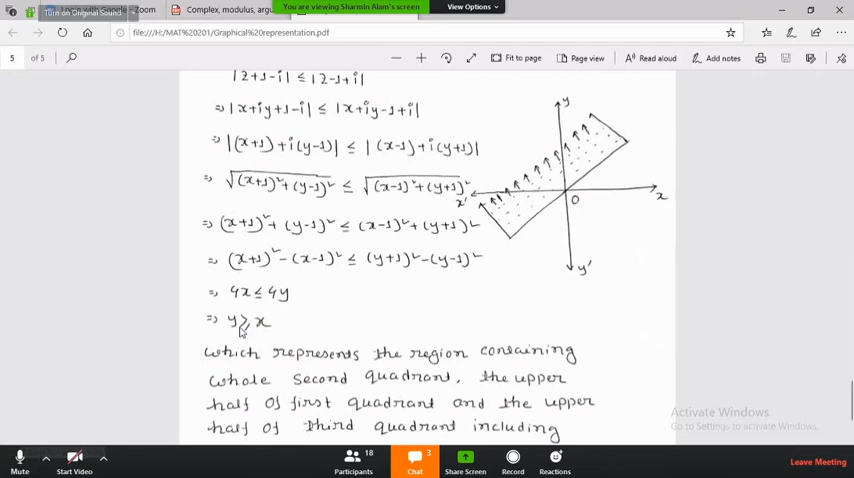 Turn on Original Sound
with Google - Zoom
Complex, modulus, argu
You are viewing Sharmin Alam's screen
View Options
file:///H:/MAT%20201/Graphical%20representation.pdf
5 of 5
Fit to page
Page view
Read aloud
Add notes
|z+1-i| ≤ |z-1+i|
⇒ |x+iy+1-i| ≤ |x+iy-1+i|
⇒ |(x+1)+i(y-1)| ≤ |(x-1)+i(y+1)|
⇒ √(x+1)²+(y-1)² ≤ √(x-1)²+(y+1)²
⇒ (x+1)²+(y-1)² ≤ (x-1)²+(y+1)²
⇒ (x+1)²-(x-1)² ≤ (y+1)²-(y-1)²
⇒ 4x ≤ 4y
⇒ y ≥ x
which represents the region containing
whole second quadrant, the upper
half of first quadrant and the upper
half of third quadrant including
y
x'
O
x
y'
Activate Windows
Go to Settings to activate Windows.
Mute
Start Video
18
Participants
3
Chat
Share Screen
Record
Reactions
Leave Meeting